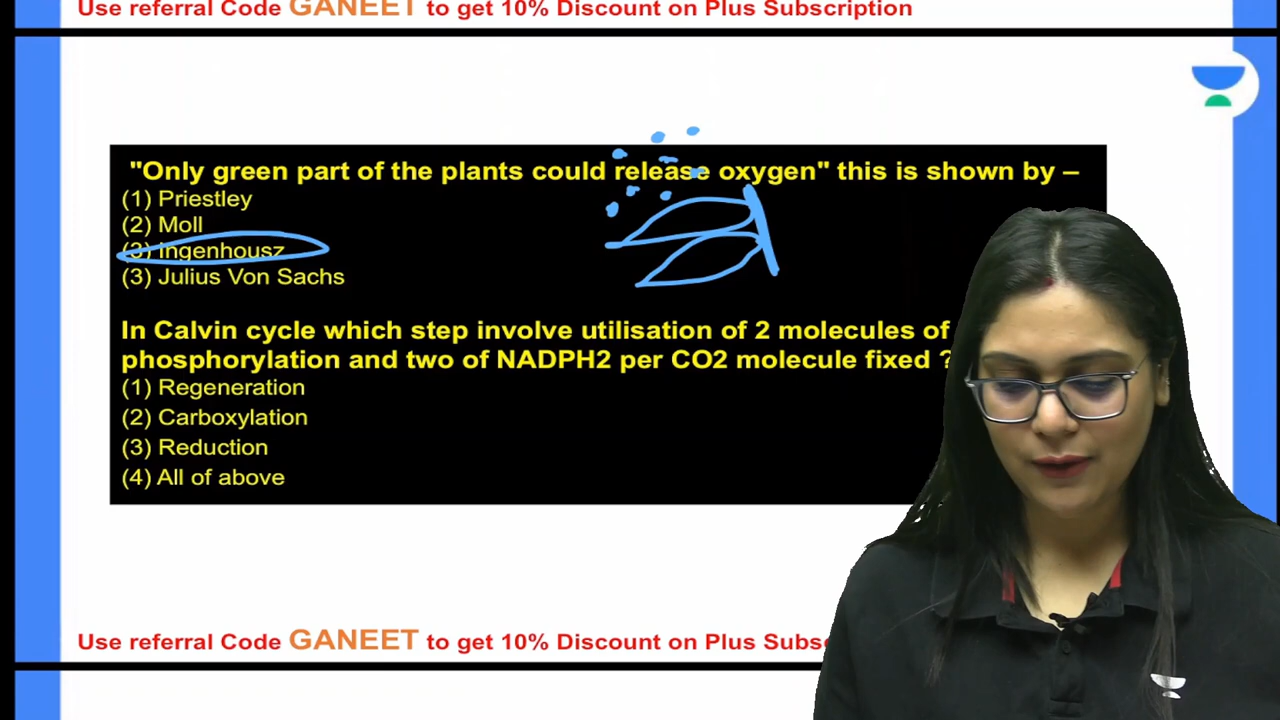 Use referral Code GANEET to get 10% Discount on Plus Subscription
"Only green part of the plants could release oxygen" this is shown by –
(1) Priestley
(2) Moll
(3) Ingenhousz
(3) Julius Von Sachs
In Calvin cycle which step involve utilisation of 2 molecules of
phosphorylation and two of NADPH2 per CO2 molecule fixed ?
(1) Regeneration
(2) Carboxylation
(3) Reduction
(4) All of above
Use referral Code GANEET to get 10% Discount on Plus